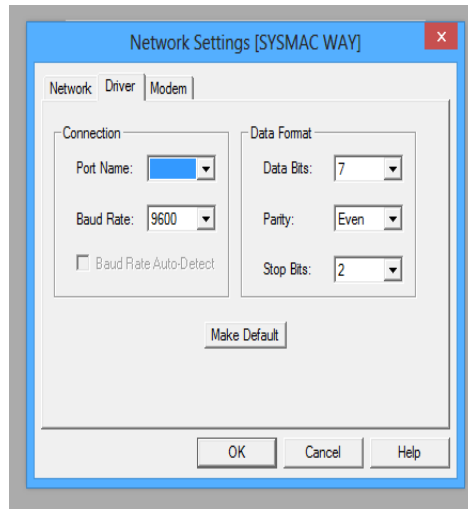 Network Settings [SYSMAC WAY]
x
Network Driver Modem
Connection
Port Name:
Baud Rate: 9600
Baud Rate Auto-Detect
Data Format
Data Bits: 7
Parity: Even
Stop Bits: 2
Make Default
OK Cancel Help